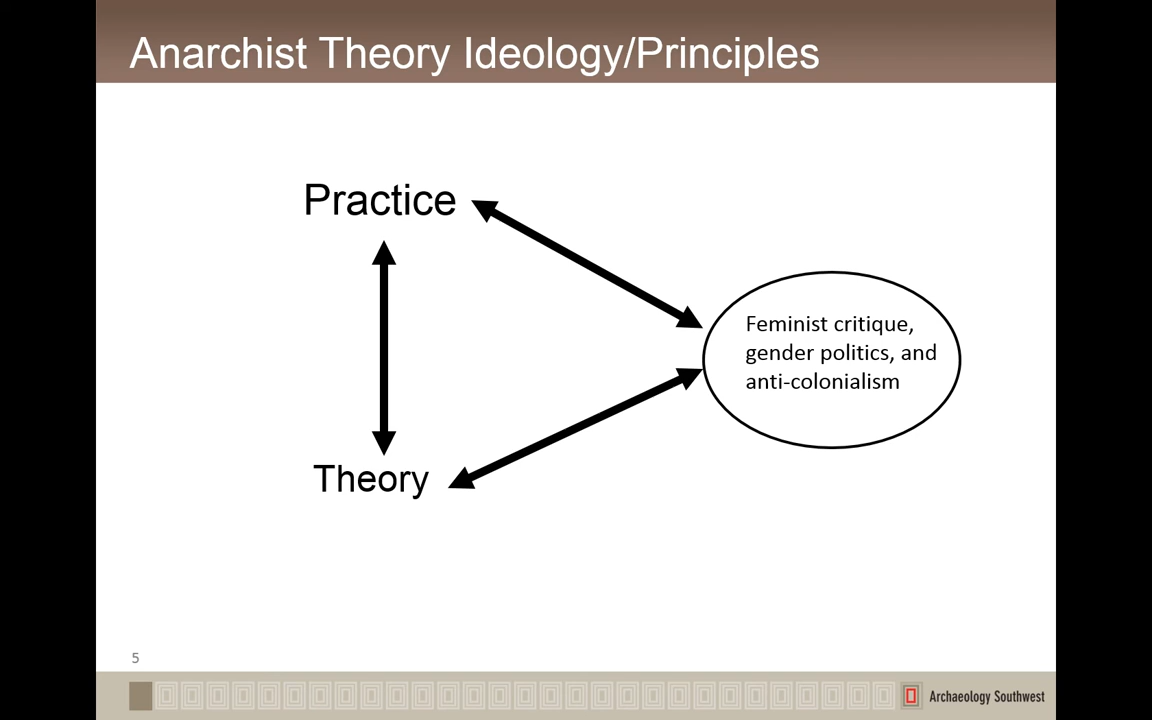 Anarchist Theory Ideology/Principles
Practice
Feminist critique,
gender politics, and
anti-colonialism
Theory
5
Archaeology Southwest